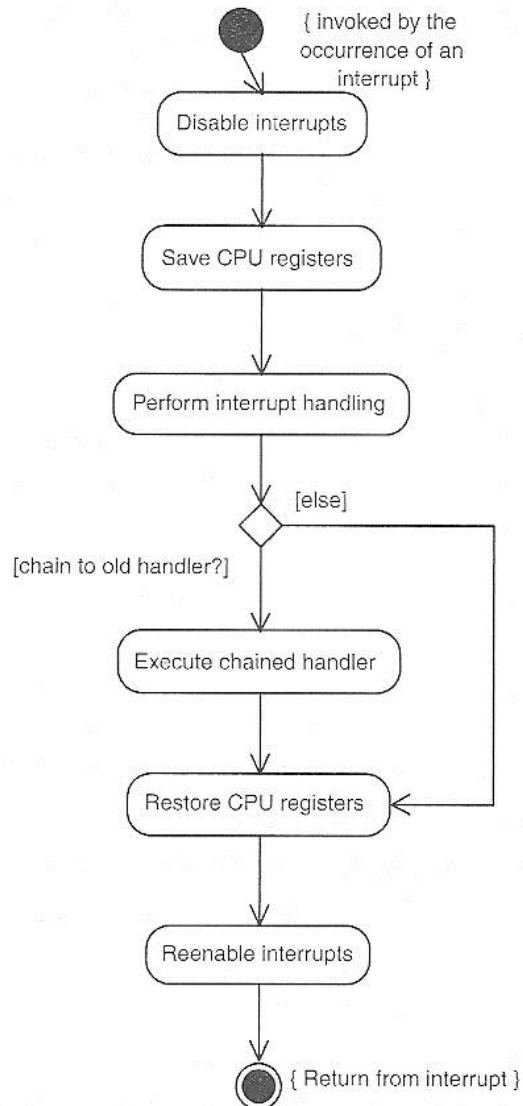 { invoked by the
occurrence of an
interrupt }
Disable interrupts
Save CPU registers
Perform interrupt handling
[else]
[chain to old handler?]
Execute chained handler
Restore CPU registers
Reenable interrupts
{ Return from interrupt }